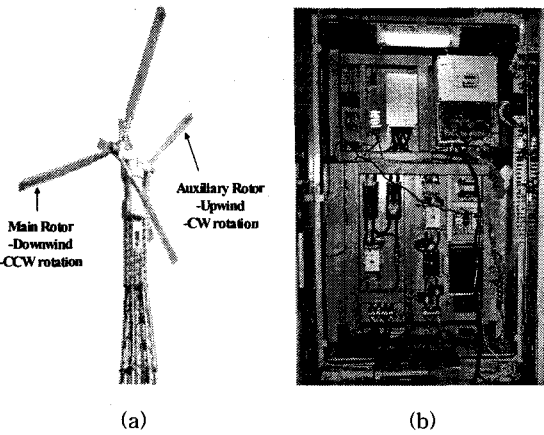 Auxiliary Rotor
-Upwind
-CW rotation
Main Rotor
-Downwind
-CCW rotation
(a)
(b)